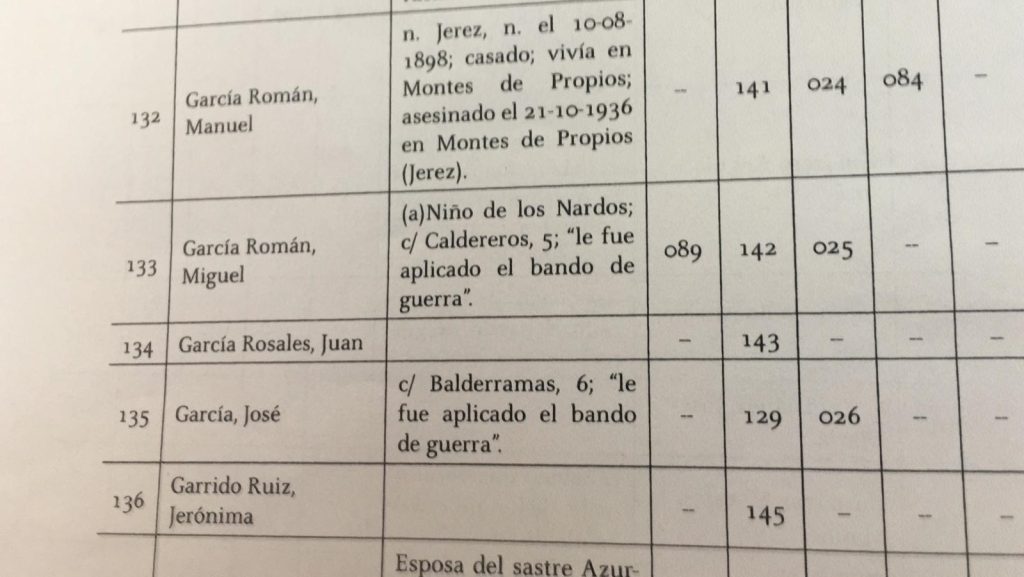 132
García Román,
Manuel
n. Jerez, n. el 10-08-
1898; casado; vivía en
Montes de Propios;
asesinado el 21-10-1936
en Montes de Propios
(Jerez).
– 141 024 084 –
133
García Román,
Miguel
(a)Niño de los Nardos;
c/ Caldereros, 5; “le fue
aplicado el bando de
guerra”.
089 142 025 – –
134 García Rosales, Juan – 143 – – –
135
García, José
c/ Balderramas, 6; “le
fue aplicado el bando
de guerra”.
– 129 026 – –
136
Garrido Ruiz,
Jerónima
– 145 – – –
Esposa del sastre Azur-